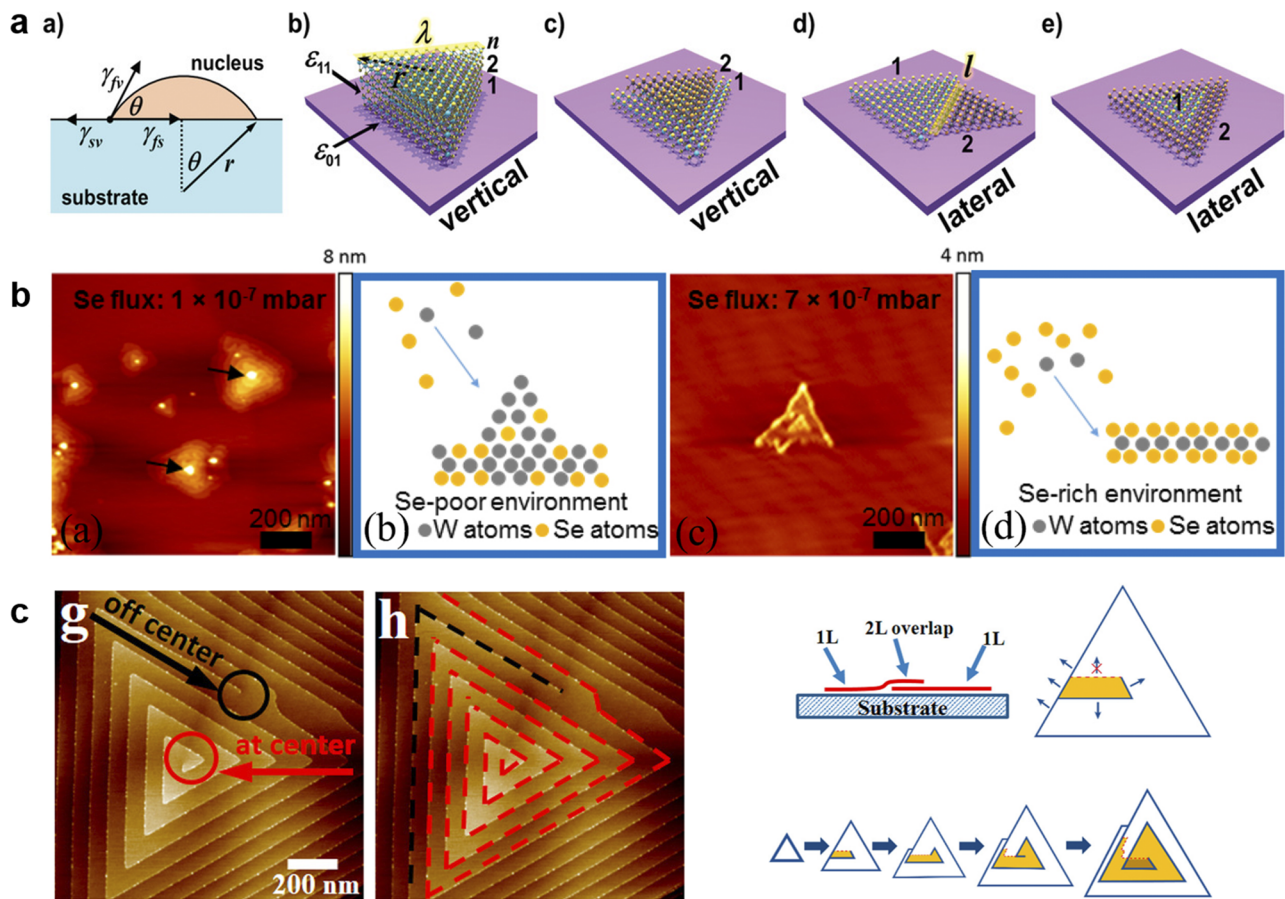 a
a)
nucleus
γfv
θ
γsv
γfs
θ
r
substrate
b)
λ
n
2
1
r
ε11
ε01
vertical
c)
2
1
vertical
d)
1
l
2
lateral
e)
1
2
lateral
b
Se flux: 1 × 10-7 mbar
(a)
200 nm
8 nm
Se-poor environment
W atoms Se atoms
(b)
Se flux: 7 × 10-7 mbar
(c)
200 nm
4 nm
Se-rich environment
W atoms Se atoms
(d)
c
g
off center
at center
200 nm
h
1L
2L overlap
1L
Substrate